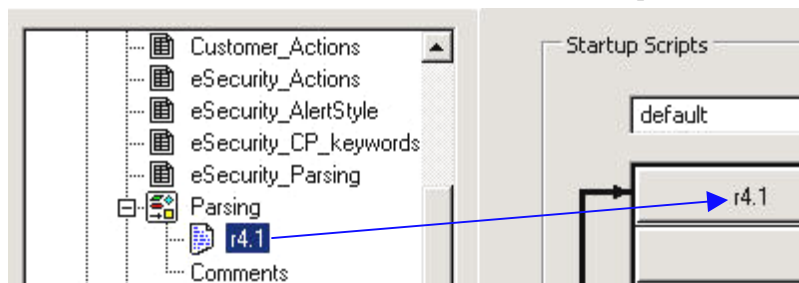 Customer_Actions
eSecurity_Actions
eSecurity_AlertStyle
eSecurity_CP_keywords
eSecurity_Parsing
Parsing
r4.1
Comments
Startup Scripts
default
r4.1